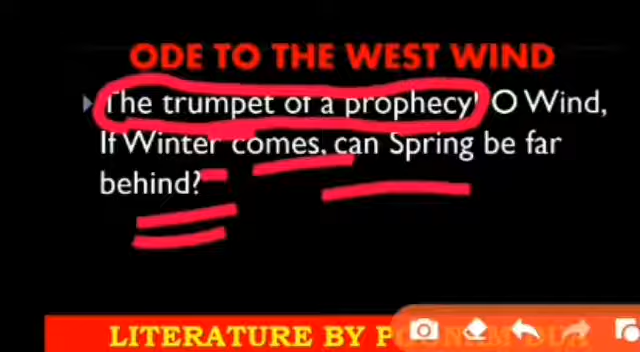 ODE TO THE WEST WIND
The trumpet of a prophecy! O Wind,
If Winter comes, can Spring be far
behind?
LITERATURE BY